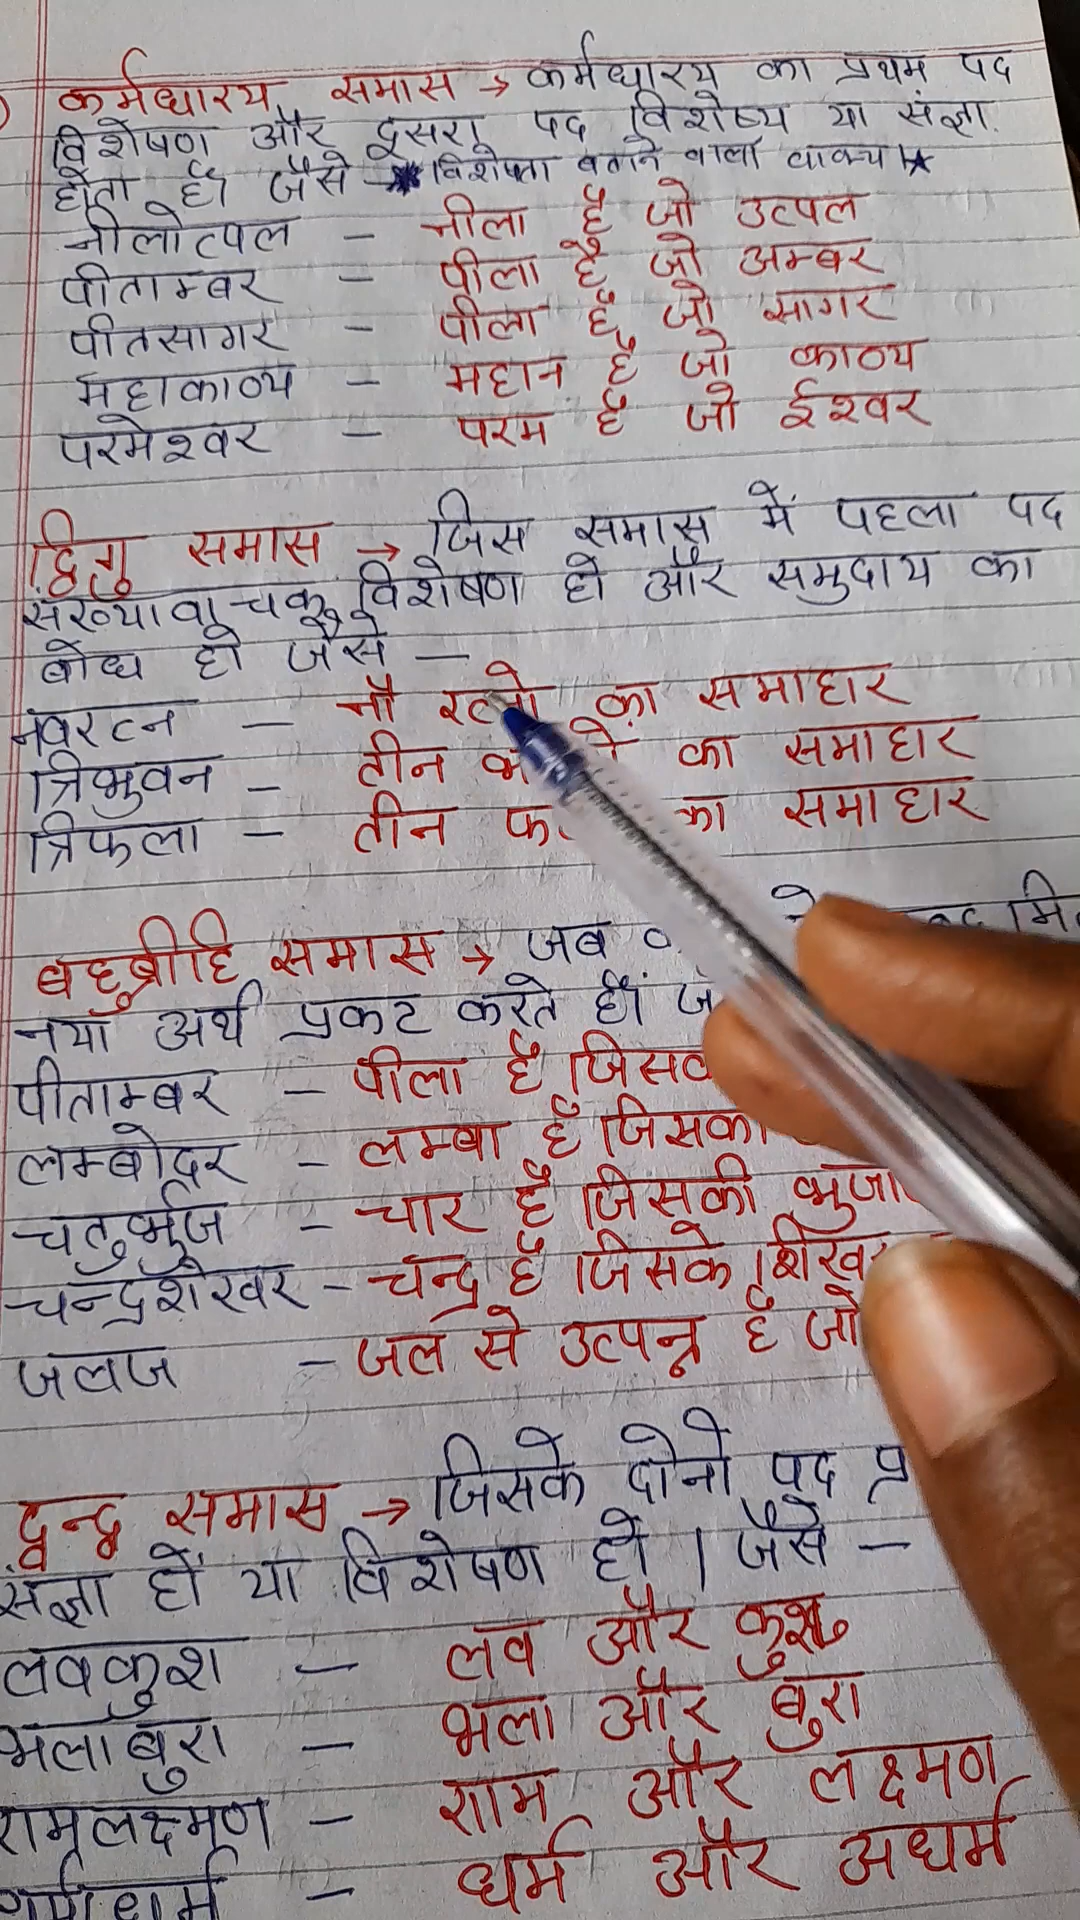 कर्मधारय समास → कर्मधारय का प्रथम पद
विशेषण और दूसरा पद विशेष्य या संज्ञा
होता है। जैसे → विशेषता बताने वाला वाक्य।★
नीलोत्पल – नीला है जो उत्पल
पीताम्बर – पीला है जो अम्बर
पीतसागर – पीला है जो सागर
महाकाव्य – महान है जो काव्य
परमेश्वर – परम है जो ईश्वर
द्विगु समास → जिस समास में पहला पद
संख्यावाचक विशेषण हो और समुदाय का
बोध हो जैसे –
नवरत्न – नौ का समाहार
त्रिभुवन – तीन का समाहार
त्रिफला – तीन का समाहार
बहुब्रीहि समास → जब
नया अर्थ प्रकट करते हैं।
पीताम्बर – पीला है
लम्बोदर – लम्बा है जिसका
चतुर्भुज – चार है जिसकी
चन्द्रशेखर – चन्द्र है जिसके
जलज – जल से उत्पन्न है जो
द्वन्द्व समास → जिसके दोनो पद
संज्ञा हों या विशेषण हो। जैसे –
लवकुश – लव और कुश
भलाबुरा – भला और बुरा
रामलक्ष्मण – राम और लक्ष्मण
– धर्म और अधर्म